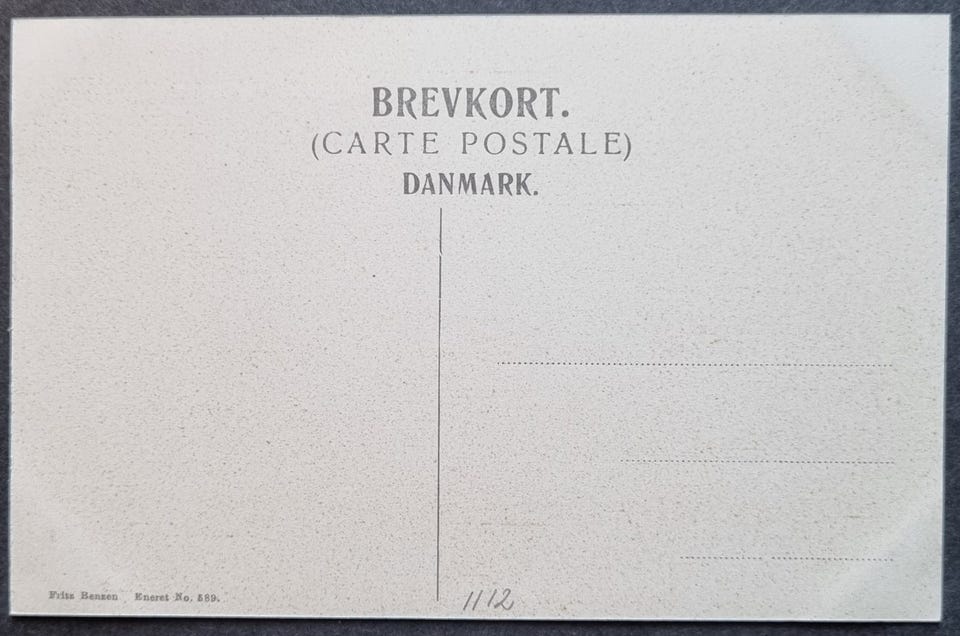 BREVKORT.
(CARTE POSTALE)
DANMARK.
Fritz Benzen Eneret No. 589.
1112